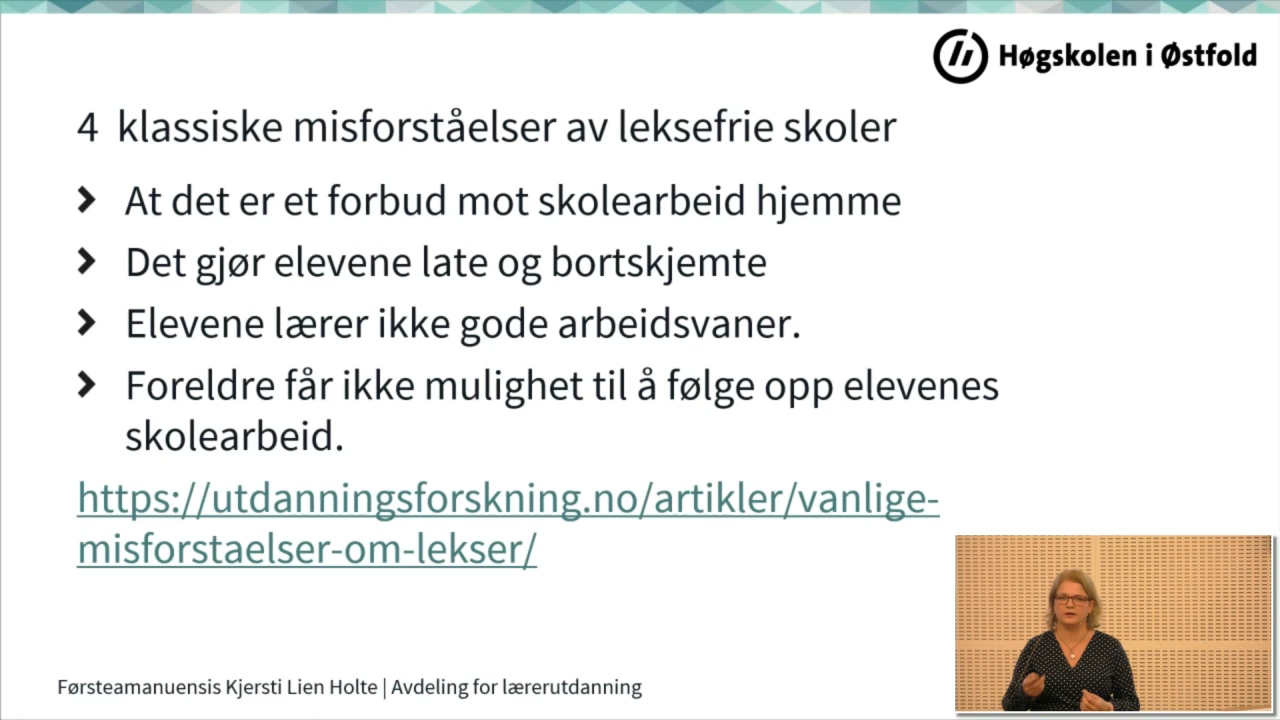 Høgskolen i Østfold
4 klassiske misforståelser av leksefrie skoler
At det er et forbud mot skolearbeid hjemme
Det gjør elevene late og bortskjemte
Elevene lærer ikke gode arbeidsvaner.
Foreldre får ikke mulighet til å følge opp elevenes
skolearbeid.
https://utdanningsforskning.no/artikler/vanlige-
misforstaelser-om-lekser/
Førsteamanuensis Kjersti Lien Holte | Avdeling for lærerutdanning